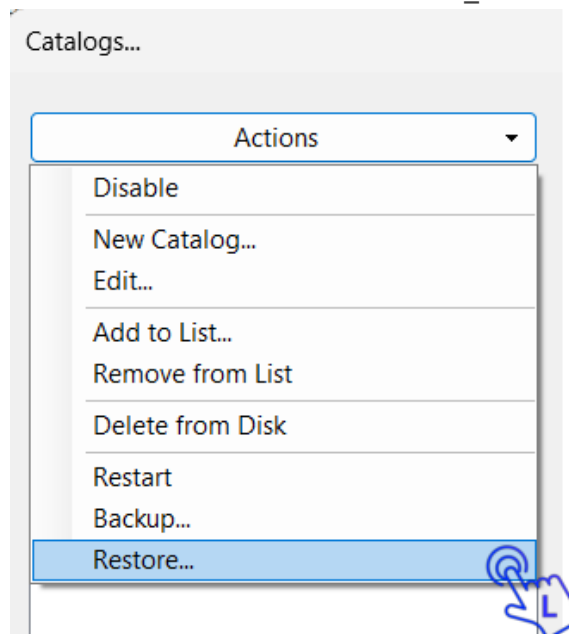 Catalogs...
Actions
Disable
New Catalog...
Edit...
Add to List...
Remove from List
Delete from Disk
Restart
Backup...
Restore...
L